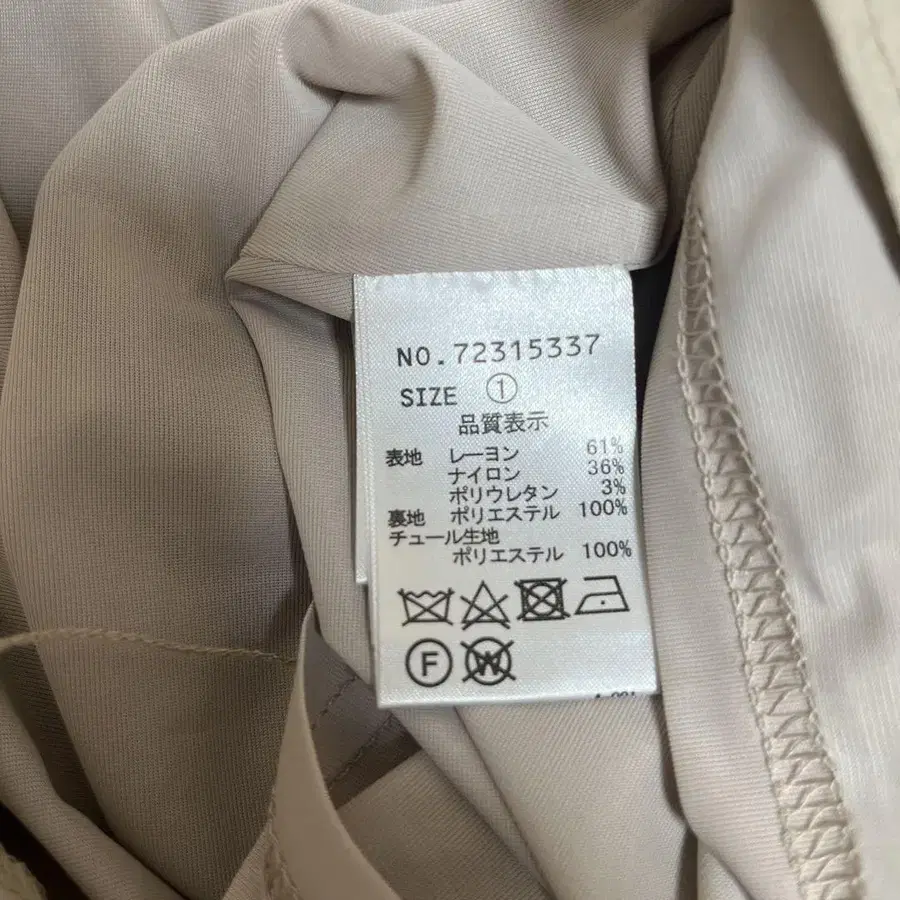 NO.72315337
SIZE ①
品質表示
表地 レーヨン 61%
ナイロン 36%
ポリウレタン 3%
裏地 ポリエステル 100%
チュール生地
ポリエステル 100%
F W